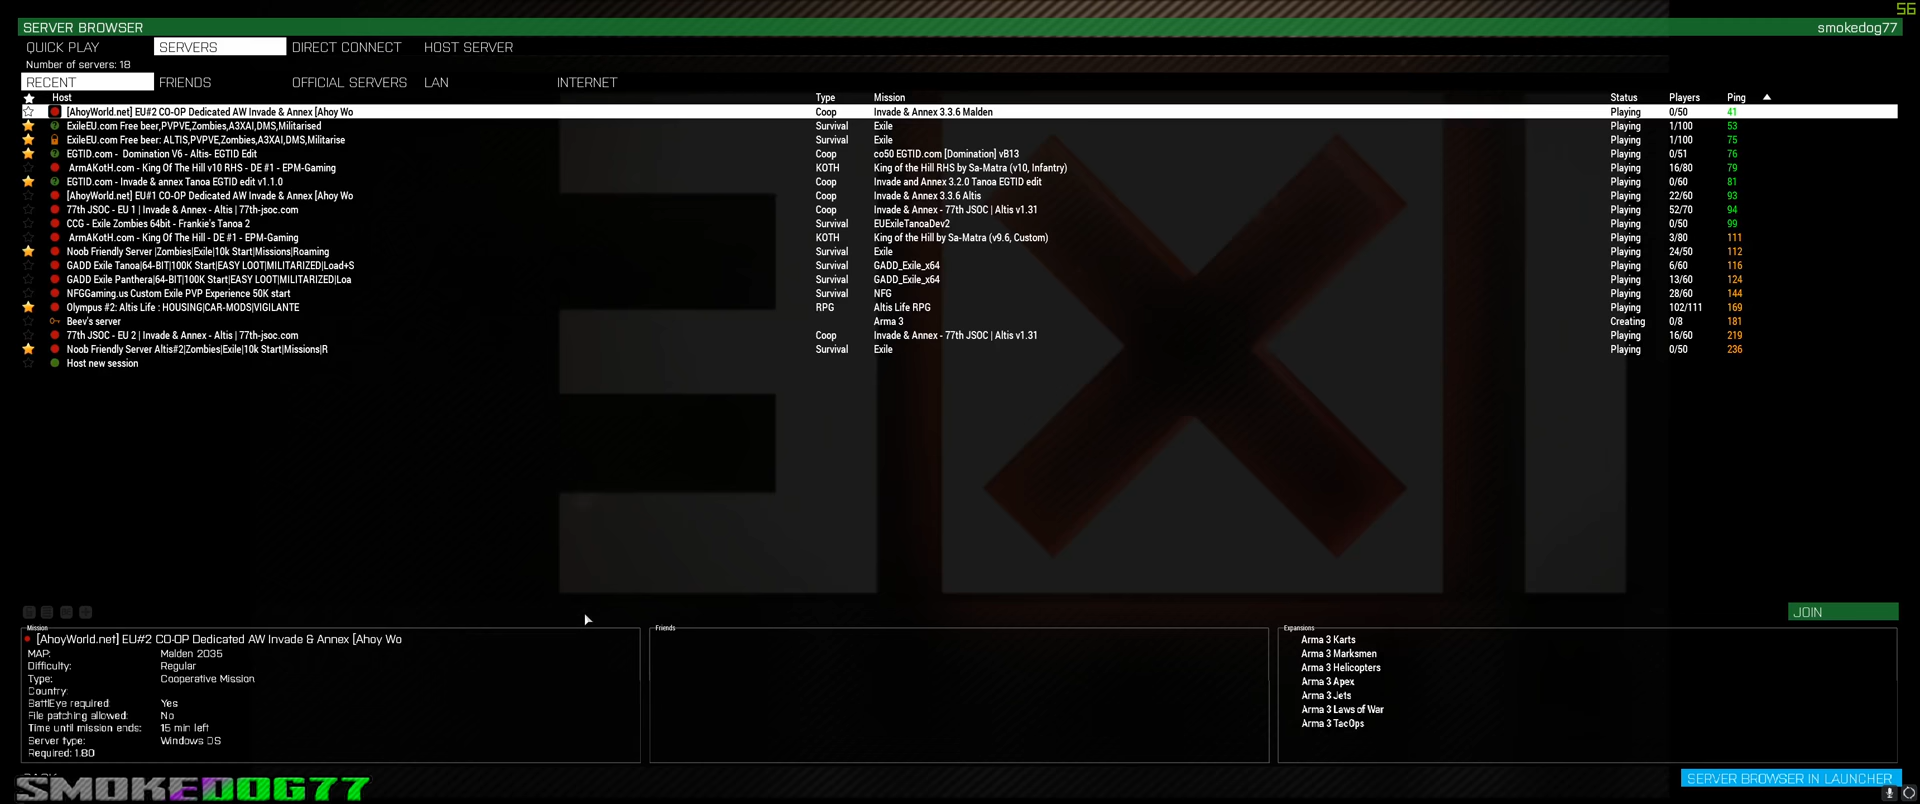 56
SERVER BROWSER smokedog77
QUICK PLAY SERVERS DIRECT CONNECT HOST SERVER
Number of servers: 18
RECENT FRIENDS OFFICIAL SERVERS LAN INTERNET
Host Type Mission Status Players Ping
[AhoyWorld.net] EU#2 CO-OP Dedicated AW Invade & Annex [Ahoy Wo Coop Invade & Annex 3.3.6 Malden Playing 0/50 41
ExileEU.com Free beer,PVPVE,Zombies,A3XAI,DMS,Militarised Survival Exile Playing 1/100 53
ExileEU.com Free beer: ALTIS,PVPVE,Zombies,A3XAI,DMS,Militarise Survival Exile Playing 1/100 75
EGTID.com - Domination V6 - Altis- EGTID Edit Coop co50 EGTID.com [Domination] vB13 Playing 0/51 76
ArmAKotH.com - King Of The Hill v10 RHS - DE #1 - EPM-Gaming KOTH King of the Hill RHS by Sa-Matra (v10, Infantry) Playing 16/80 79
EGTID.com - Invade & annex Tanoa EGTID edit v1.1.0 Coop Invade and Annex 3.2.0 Tanoa EGTID edit Playing 0/60 81
[AhoyWorld.net] EU#1 CO-OP Dedicated AW Invade & Annex [Ahoy Wo Coop Invade & Annex 3.3.6 Altis Playing 22/60 93
77th JSOC - EU 1 | Invade & Annex - Altis | 77th-jsoc.com Coop Invade & Annex - 77th JSOC | Altis v1.31 Playing 52/70 94
CCG - Exile Zombies 64bit - Frankie's Tanoa 2 Survival EUExileTanoaDev2 Playing 0/50 99
ArmAKotH.com - King Of The Hill - DE #1 - EPM-Gaming KOTH King of the Hill by Sa-Matra (v9.6, Custom) Playing 3/80 111
Noob Friendly Server |Zombies|Exile|10k Start|Missions|Roaming Survival Exile Playing 24/50 112
GADD Exile Tanoa|64-BIT|100K Start|EASY LOOT|MILITARIZED|Load+S Survival GADD_Exile_x64 Playing 6/60 116
GADD Exile Panthera|64-BIT|100K Start|EASY LOOT|MILITARIZED|Loa Survival GADD_Exile_x64 Playing 13/60 124
NFGGaming.us Custom Exile PVP Experience 50K start Survival NFG Playing 28/60 144
Olympus #2: Altis Life : HOUSING|CAR-MODS|VIGILANTE RPG Altis Life RPG Playing 102/111 169
Beev's server Arma 3 Creating 0/8 181
77th JSOC - EU 2 | Invade & Annex - Altis | 77th-jsoc.com Coop Invade & Annex - 77th JSOC | Altis v1.31 Playing 16/60 219
Noob Friendly Server Altis#2|Zombies|Exile|10k Start|Missions|R Survival Exile Playing 0/50 236
Host new session
JOIN
Mission Friends Expansions
[AhoyWorld.net] EU#2 CO-OP Dedicated AW Invade & Annex [Ahoy Wo
MAP: Malden 2035
Difficulty: Regular
Type: Cooperative Mission
Country:
BattlEye required: Yes
File patching allowed: No
Time until mission ends: 15 min left
Server type: Windows DS
Required: 1.80
Arma 3 Karts
Arma 3 Marksmen
Arma 3 Helicopters
Arma 3 Apex
Arma 3 Jets
Arma 3 Laws of War
Arma 3 TacOps
SMOKEDOG77
SERVER BROWSER IN LAUNCHER